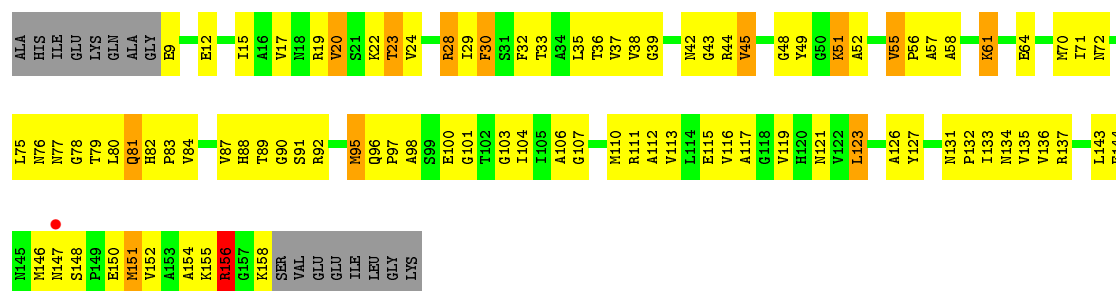 ALA HIS ILE GLU LYS GLN ALA GLY E9 E12 I15 A16 V17 N18 R19 V20 S21 K22 T23 V24 R28 I29 F30 S31 F32 T33 A34 L35 T36 V37 V38 G39 N42 G43 R44 V45 G48 Y49 G50 K51 A52 V55 P56 A57 A58 K61 E64 M70 I71 N72
L75 N76 N77 G78 T79 L80 Q81 H82 P83 V84 V87 H88 T89 G90 S91 R92 M95 Q96 P97 A98 S99 E100 G101 T102 G103 I104 I105 A106 G107 M110 R111 A112 V113 L114 E115 V116 A117 G118 V119 H120 N121 V122 L123 A126 Y127 N131 P132 I133 N134 V135 V136 R137 L143
N145 M146 N147 S148 P149 E150 M151 V152 A153 A154 K155 R156 G157 K158 SER VAL GLU GLU ILE LEU GLY LYS